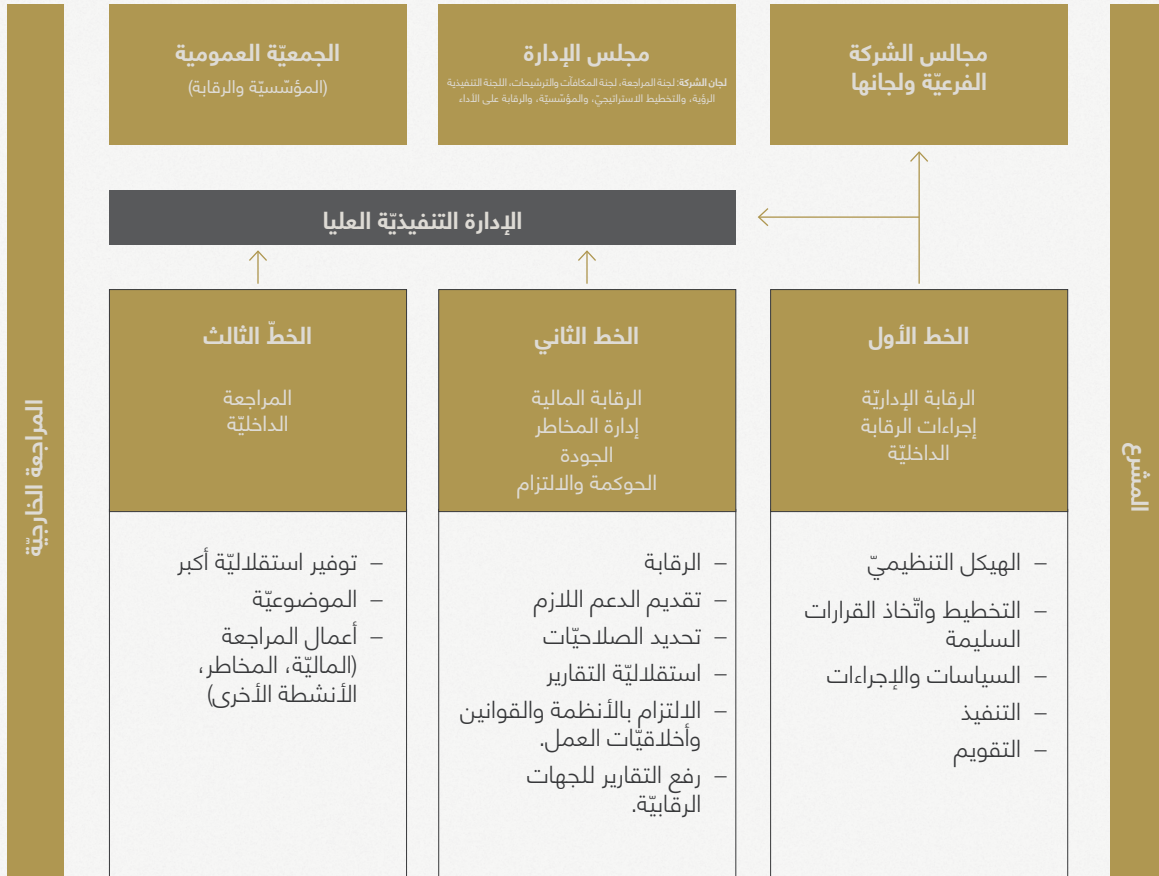 المشرع
مجالس الشركة
الفرعيّة ولجانها
مجلس الإدارة
لجان الشركة: لجنة المراجعة، لجنة المكافآت والترشيحات، اللجنة التنفيذية
الرؤية، والتخطيط الاستراتيجيّ، والمؤسّسيّة، والرقابة على الأداء
الجمعيّة العمومية
(المؤسّسيّة والرقابة)
الإدارة التنفيذيّة العليا
الخط الأول
الرقابة الإداريّة
إجراءات الرقابة
الداخليّة
– الهيكل التنظيميّ
– التخطيط واتّخاذ القرارات
السليمة
– السياسات والإجراءات
– التنفيذ
– التقويم
الخط الثاني
الرقابة المالية
إدارة المخاطر
الجودة
الحوكمة والالتزام
– الرقابة
– تقديم الدعم اللازم
– تحديد الصلاحيّات
– استقلاليّة التقارير
– الالتزام بالأنظمة والقوانين
وأخلاقيّات العمل.
– رفع التقارير للجهات
الرقابيّة.
الخطّ الثالث
المراجعة
الداخليّة
– توفير استقلاليّة أكبر
– الموضوعيّة
– أعمال المراجعة
(الماليّة، المخاطر،
الأنشطة الأخرى)
المراجعة الخارجيّة